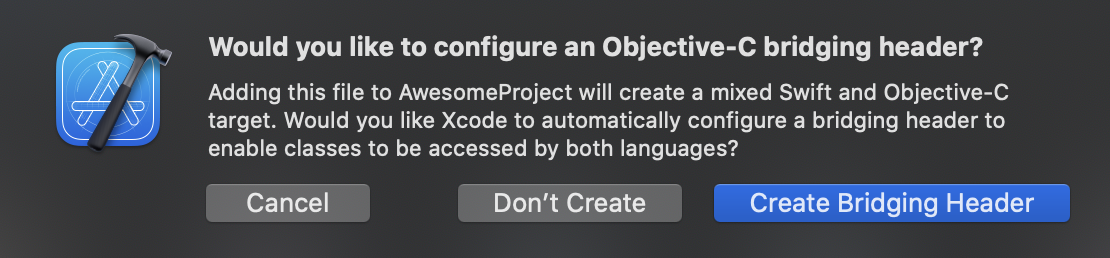 Would you like to configure an Objective-C bridging header?
Adding this file to AwesomeProject will create a mixed Swift and Objective-C
target. Would you like Xcode to automatically configure a bridging header to
enable classes to be accessed by both languages?
Cancel
Don’t Create
Create Bridging Header